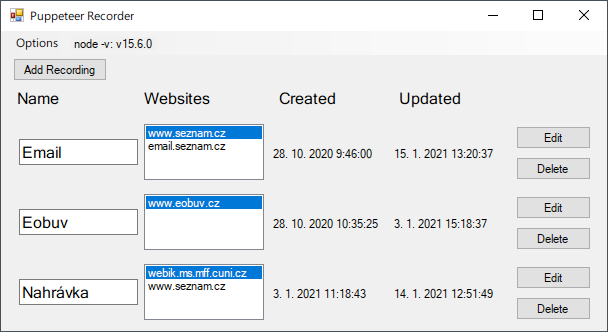 Puppeteer Recorder
Options node -v: v15.6.0
Add Recording
Name Websites Created Updated
Email www.seznam.cz email.seznam.cz 28. 10. 2020 9:46:00 15. 1. 2021 13:20:37 Edit Delete
Eobuv www.eobuv.cz 28. 10. 2020 10:35:25 3. 1. 2021 15:18:37 Edit Delete
Nahrávka webik.ms.mff.cuni.cz www.seznam.cz 3. 1. 2021 11:18:43 14. 1. 2021 12:51:49 Edit Delete